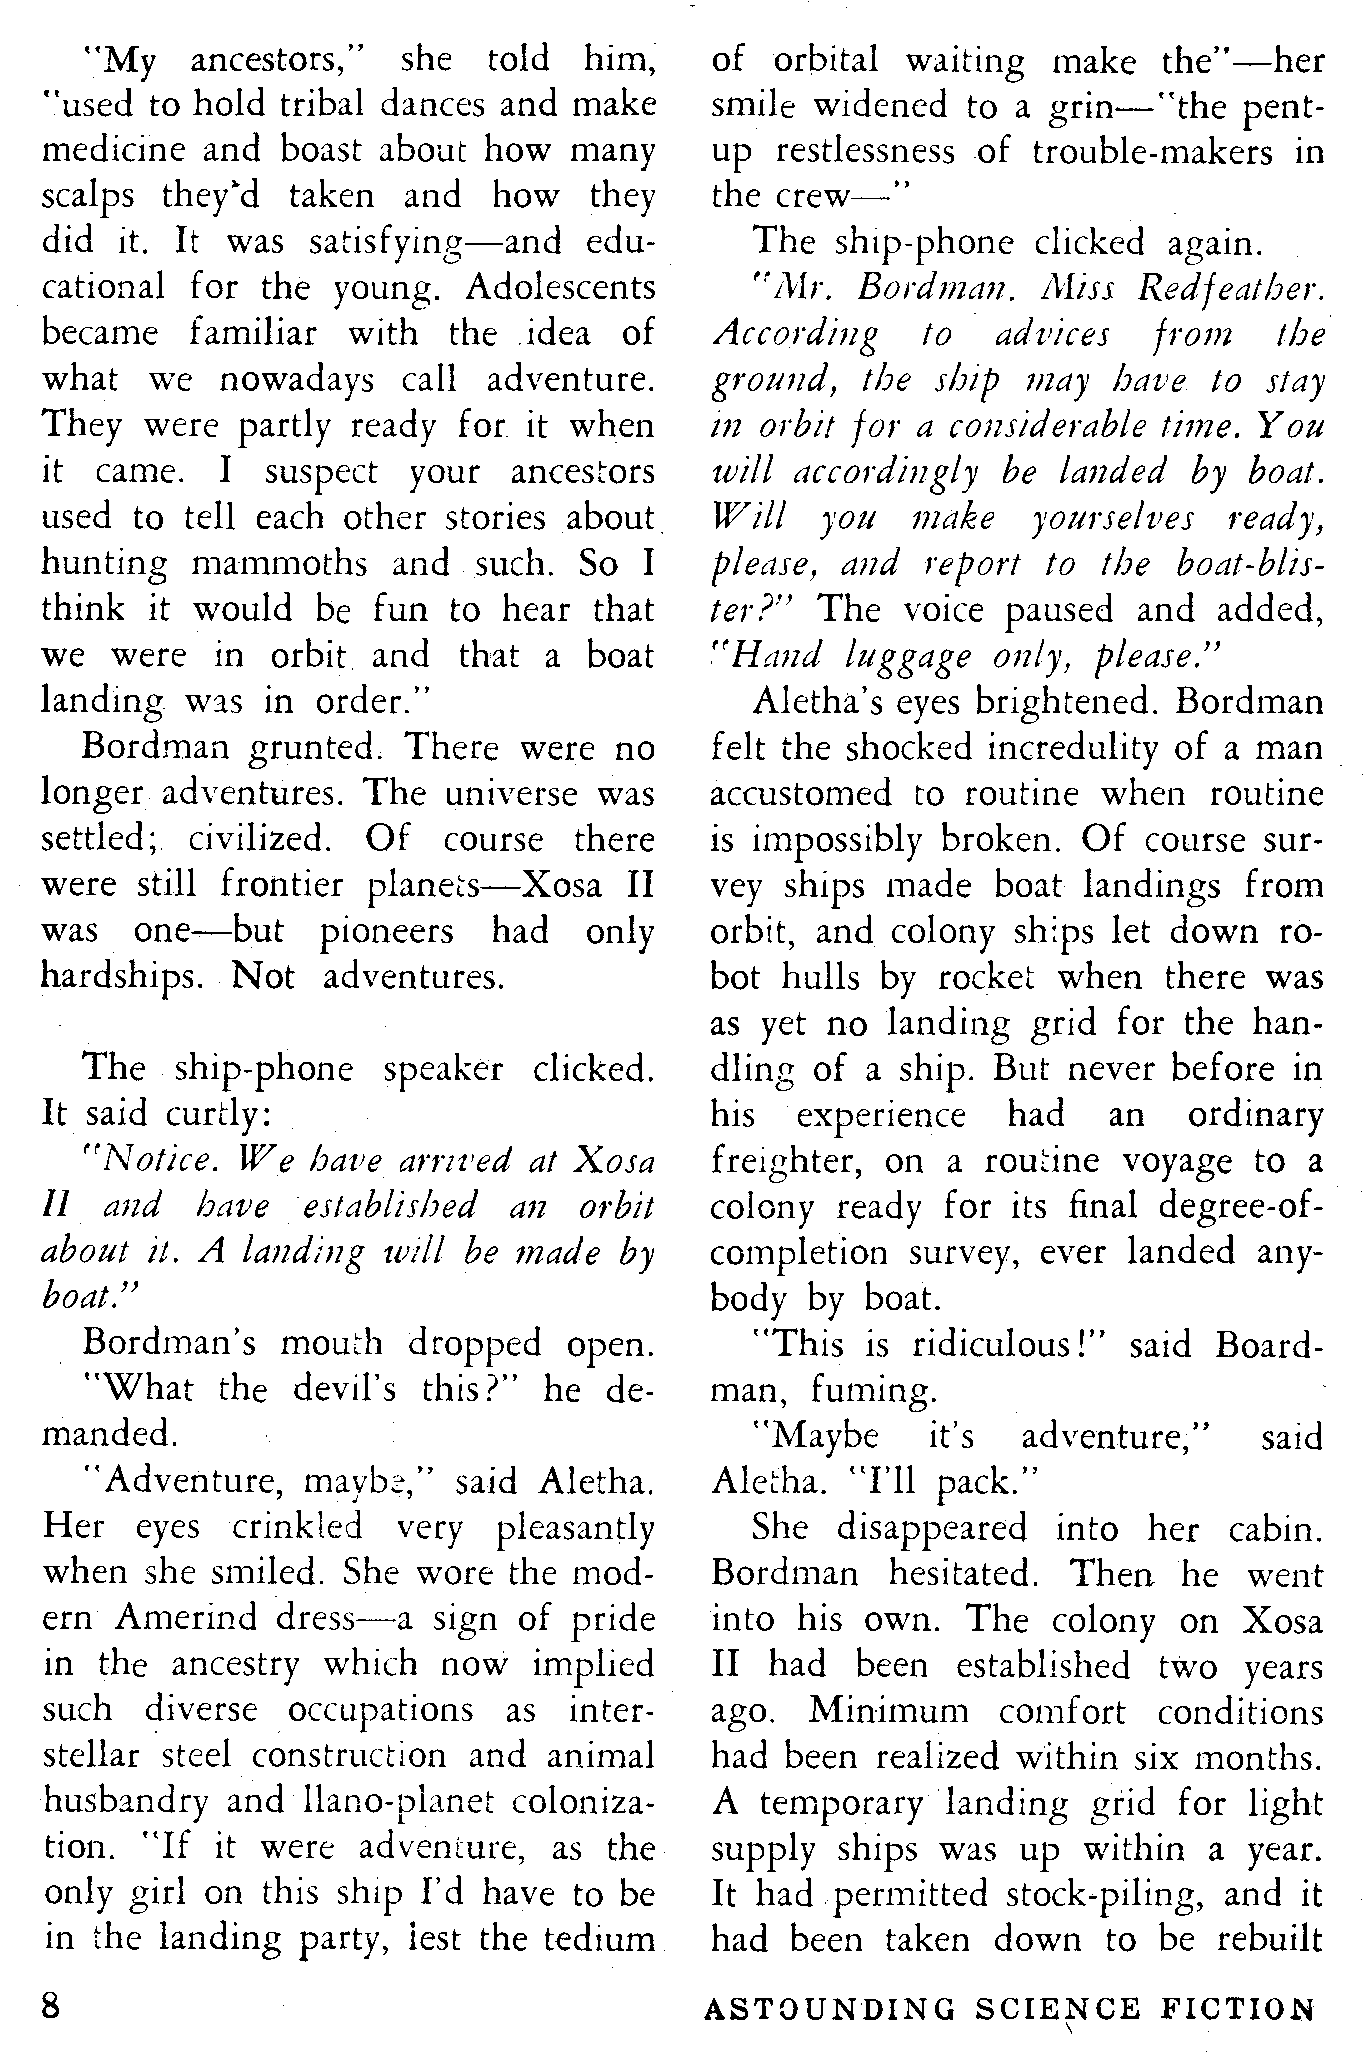 "My ancestors," she told him,
"used to hold tribal dances and make
medicine and boast about how many
scalps they'd taken and how they
did it. It was satisfying—and edu-
cational for the young. Adolescents
became familiar with the idea of
what we nowadays call adventure.
They were partly ready for it when
it came. I suspect your ancestors
used to tell each other stories about
hunting mammoths and such. So I
think it would be fun to hear that
we were in orbit and that a boat
landing was in order."
Bordman grunted. There were no
longer adventures. The universe was
settled; civilized. Of course there
were still frontier planets—Xosa II
was one—but pioneers had only
hardships. Not adventures.
The ship-phone speaker clicked.
It said curtly:
"Notice. We have arrived at Xosa
II and have established an orbit
about it. A landing will be made by
boat."
Bordman's mouth dropped open.
"What the devil's this?" he de-
manded.
"Adventure, maybe," said Aletha.
Her eyes crinkled very pleasantly
when she smiled. She wore the mod-
ern Amerind dress—a sign of pride
in the ancestry which now implied
such diverse occupations as inter-
stellar steel construction and animal
husbandry and llano-planet coloniza-
tion. "If it were adventure, as the
only girl on this ship I'd have to be
in the landing party, lest the tedium
of orbital waiting make the"—her
smile widened to a grin—"the pent-
up restlessness of trouble-makers in
the crew—"
The ship-phone clicked again.
"Mr. Bordman. Miss Redfeather.
According to advices from the
ground, the ship may have to stay
in orbit for a considerable time. You
will accordingly be landed by boat.
Will you make yourselves ready,
please, and report to the boat-blis-
ter?" The voice paused and added,
"Hand luggage only, please."
Aletha's eyes brightened. Bordman
felt the shocked incredulity of a man
accustomed to routine when routine
is impossibly broken. Of course sur-
vey ships made boat landings from
orbit, and colony ships let down ro-
bot hulls by rocket when there was
as yet no landing grid for the han-
dling of a ship. But never before in
his experience had an ordinary
freighter, on a routine voyage to a
colony ready for its final degree-of-
completion survey, ever landed any-
body by boat.
"This is ridiculous!" said Board-
man, fuming.
"Maybe it's adventure," said
Aletha. "I'll pack."
She disappeared into her cabin.
Bordman hesitated. Then he went
into his own. The colony on Xosa
II had been established two years
ago. Minimum comfort conditions
had been realized within six months.
A temporary landing grid for light
supply ships was up within a year.
It had permitted stock-piling, and it
had been taken down to be rebuilt
8
ASTOUNDING SCIENCE FICTION